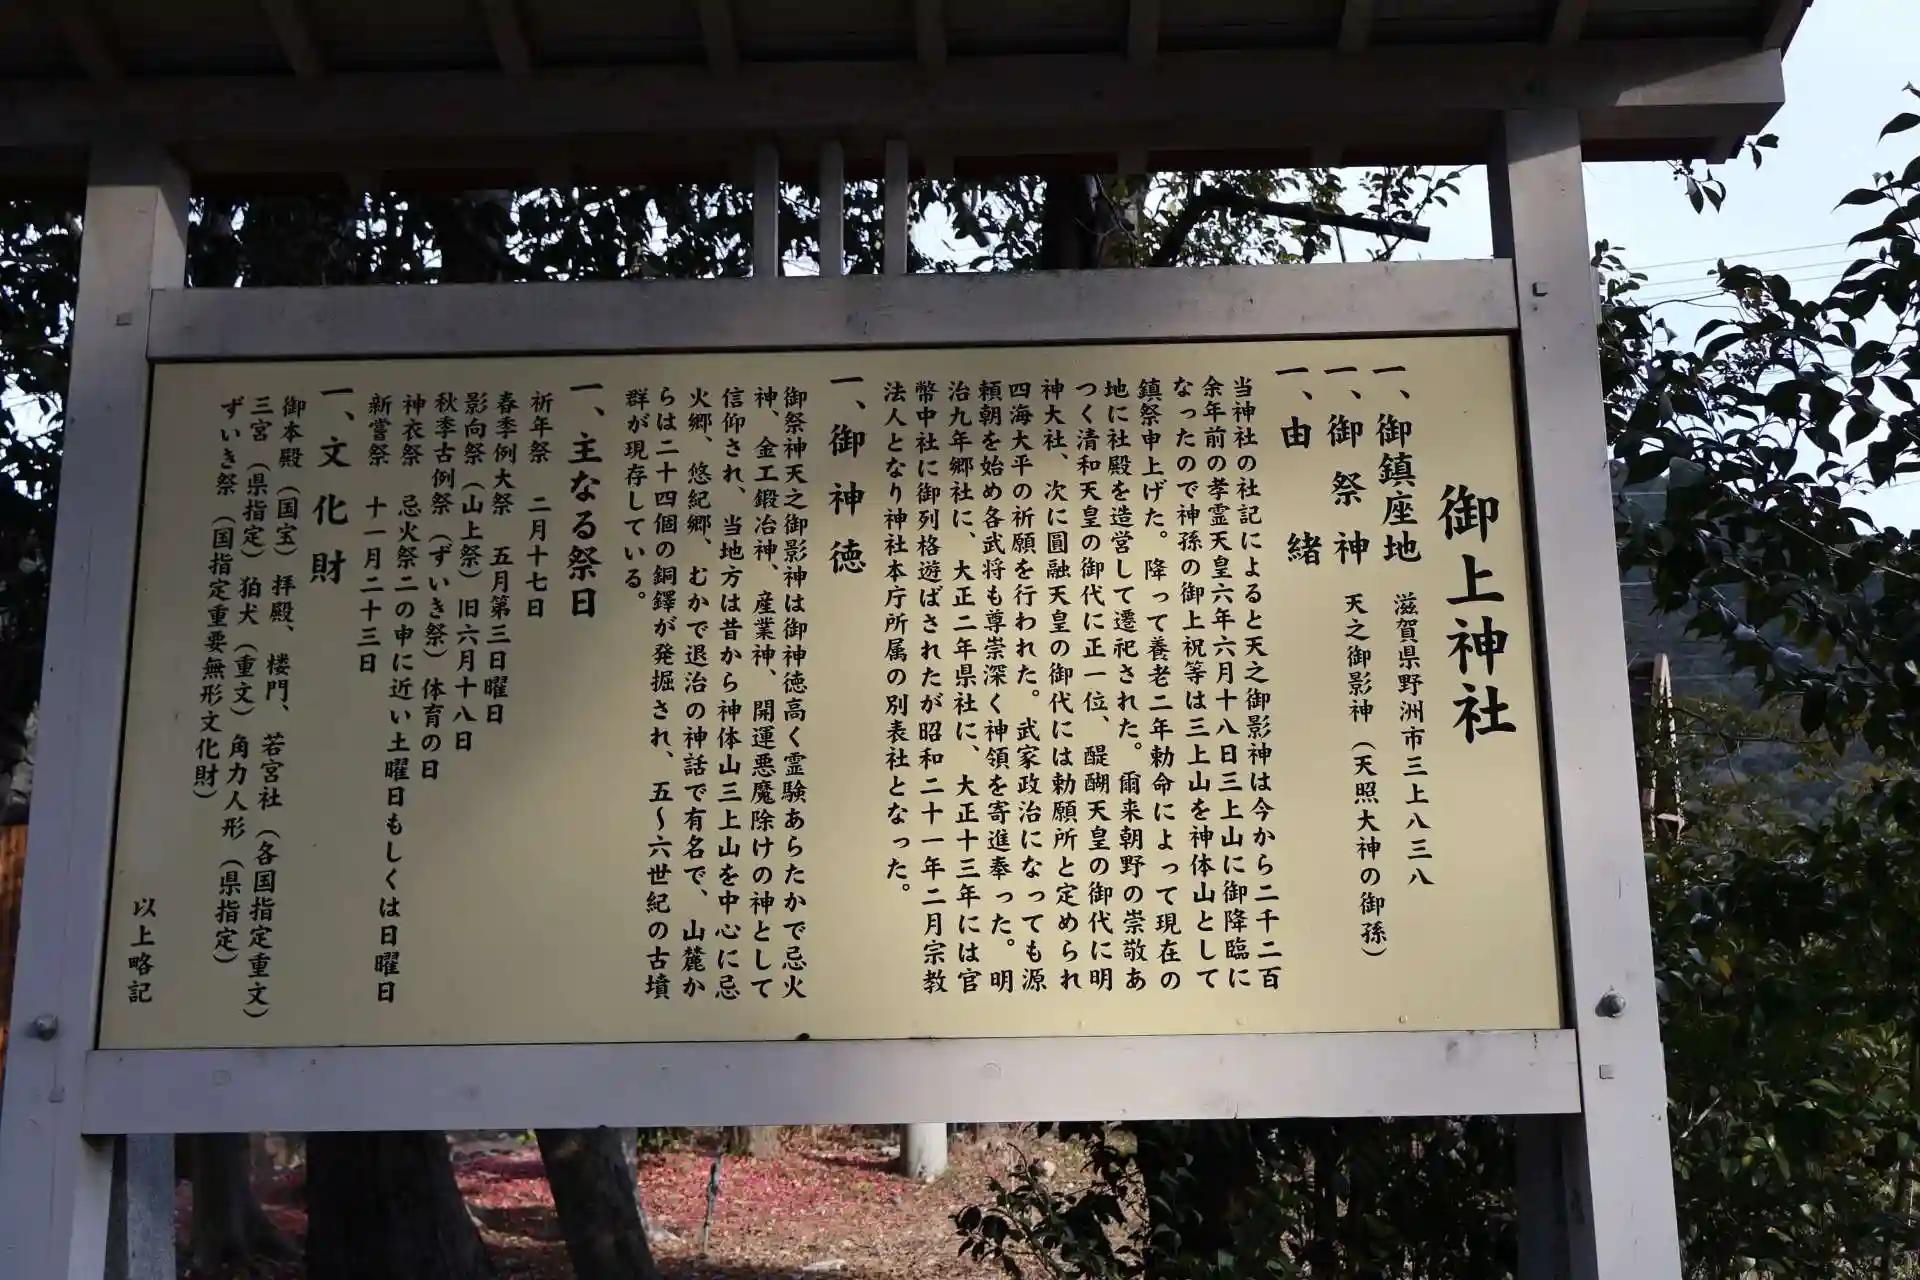 御上神社
一、御鎮座地 滋賀県野洲市三上八三八
一、御祭神 天之御影神（天照大神の御孫）
一、由緒
当神社の社記によると天之御影神は今から二千二百
余年前の孝霊天皇六年六月十八日三上山に御降臨に
なったので神孫の御上祝等は三上山を神体山として
鎮祭申上げた。降って養老二年勅命によって現在の
地に社殿を造営して遷祀された。爾来朝野の崇敬あ
つく清和天皇の御代に正一位、醍醐天皇の御代に明
神大社、次に圓融天皇の御代には勅願所と定められ
四海大平の祈願を行われた。武家政治になっても源
頼朝を始め各武将も尊崇深く神領を寄進奉った。明
治九年郷社に、大正二年県社に、大正十三年には官
幣中社に御列格遊ばされたが昭和二十一年二月宗教
法人となり神社本庁所属の別表社となった。
一、御神徳
御祭神天之御影神は御神徳高く霊験あらたかで忌火
神、金工鍛冶神、産業神、開運悪魔除けの神として
信仰され、当地方は昔から神体山三上山を中心に忌
火郷、悠紀郷、むかで退治の神話で有名で、山麓か
らは二十四個の銅鐸が発掘され、五〜六世紀の古墳
群が現存している。
一、主なる祭日
祈年祭 二月十七日
春季例大祭 五月第三日曜日
影向祭（山上祭）旧六月十八日
秋季古例祭（ずいき祭）体育の日
神衣祭 忌火祭二の申に近い土曜日もしくは日曜日
新嘗祭 十一月二十三日
一、文化財
御本殿（国宝）拝殿、楼門、若宮社（各国指定重文）
三宮（県指定）狛犬（重文）角力人形（県指定）
ずいき祭（国指定重要無形文化財）
以上略記